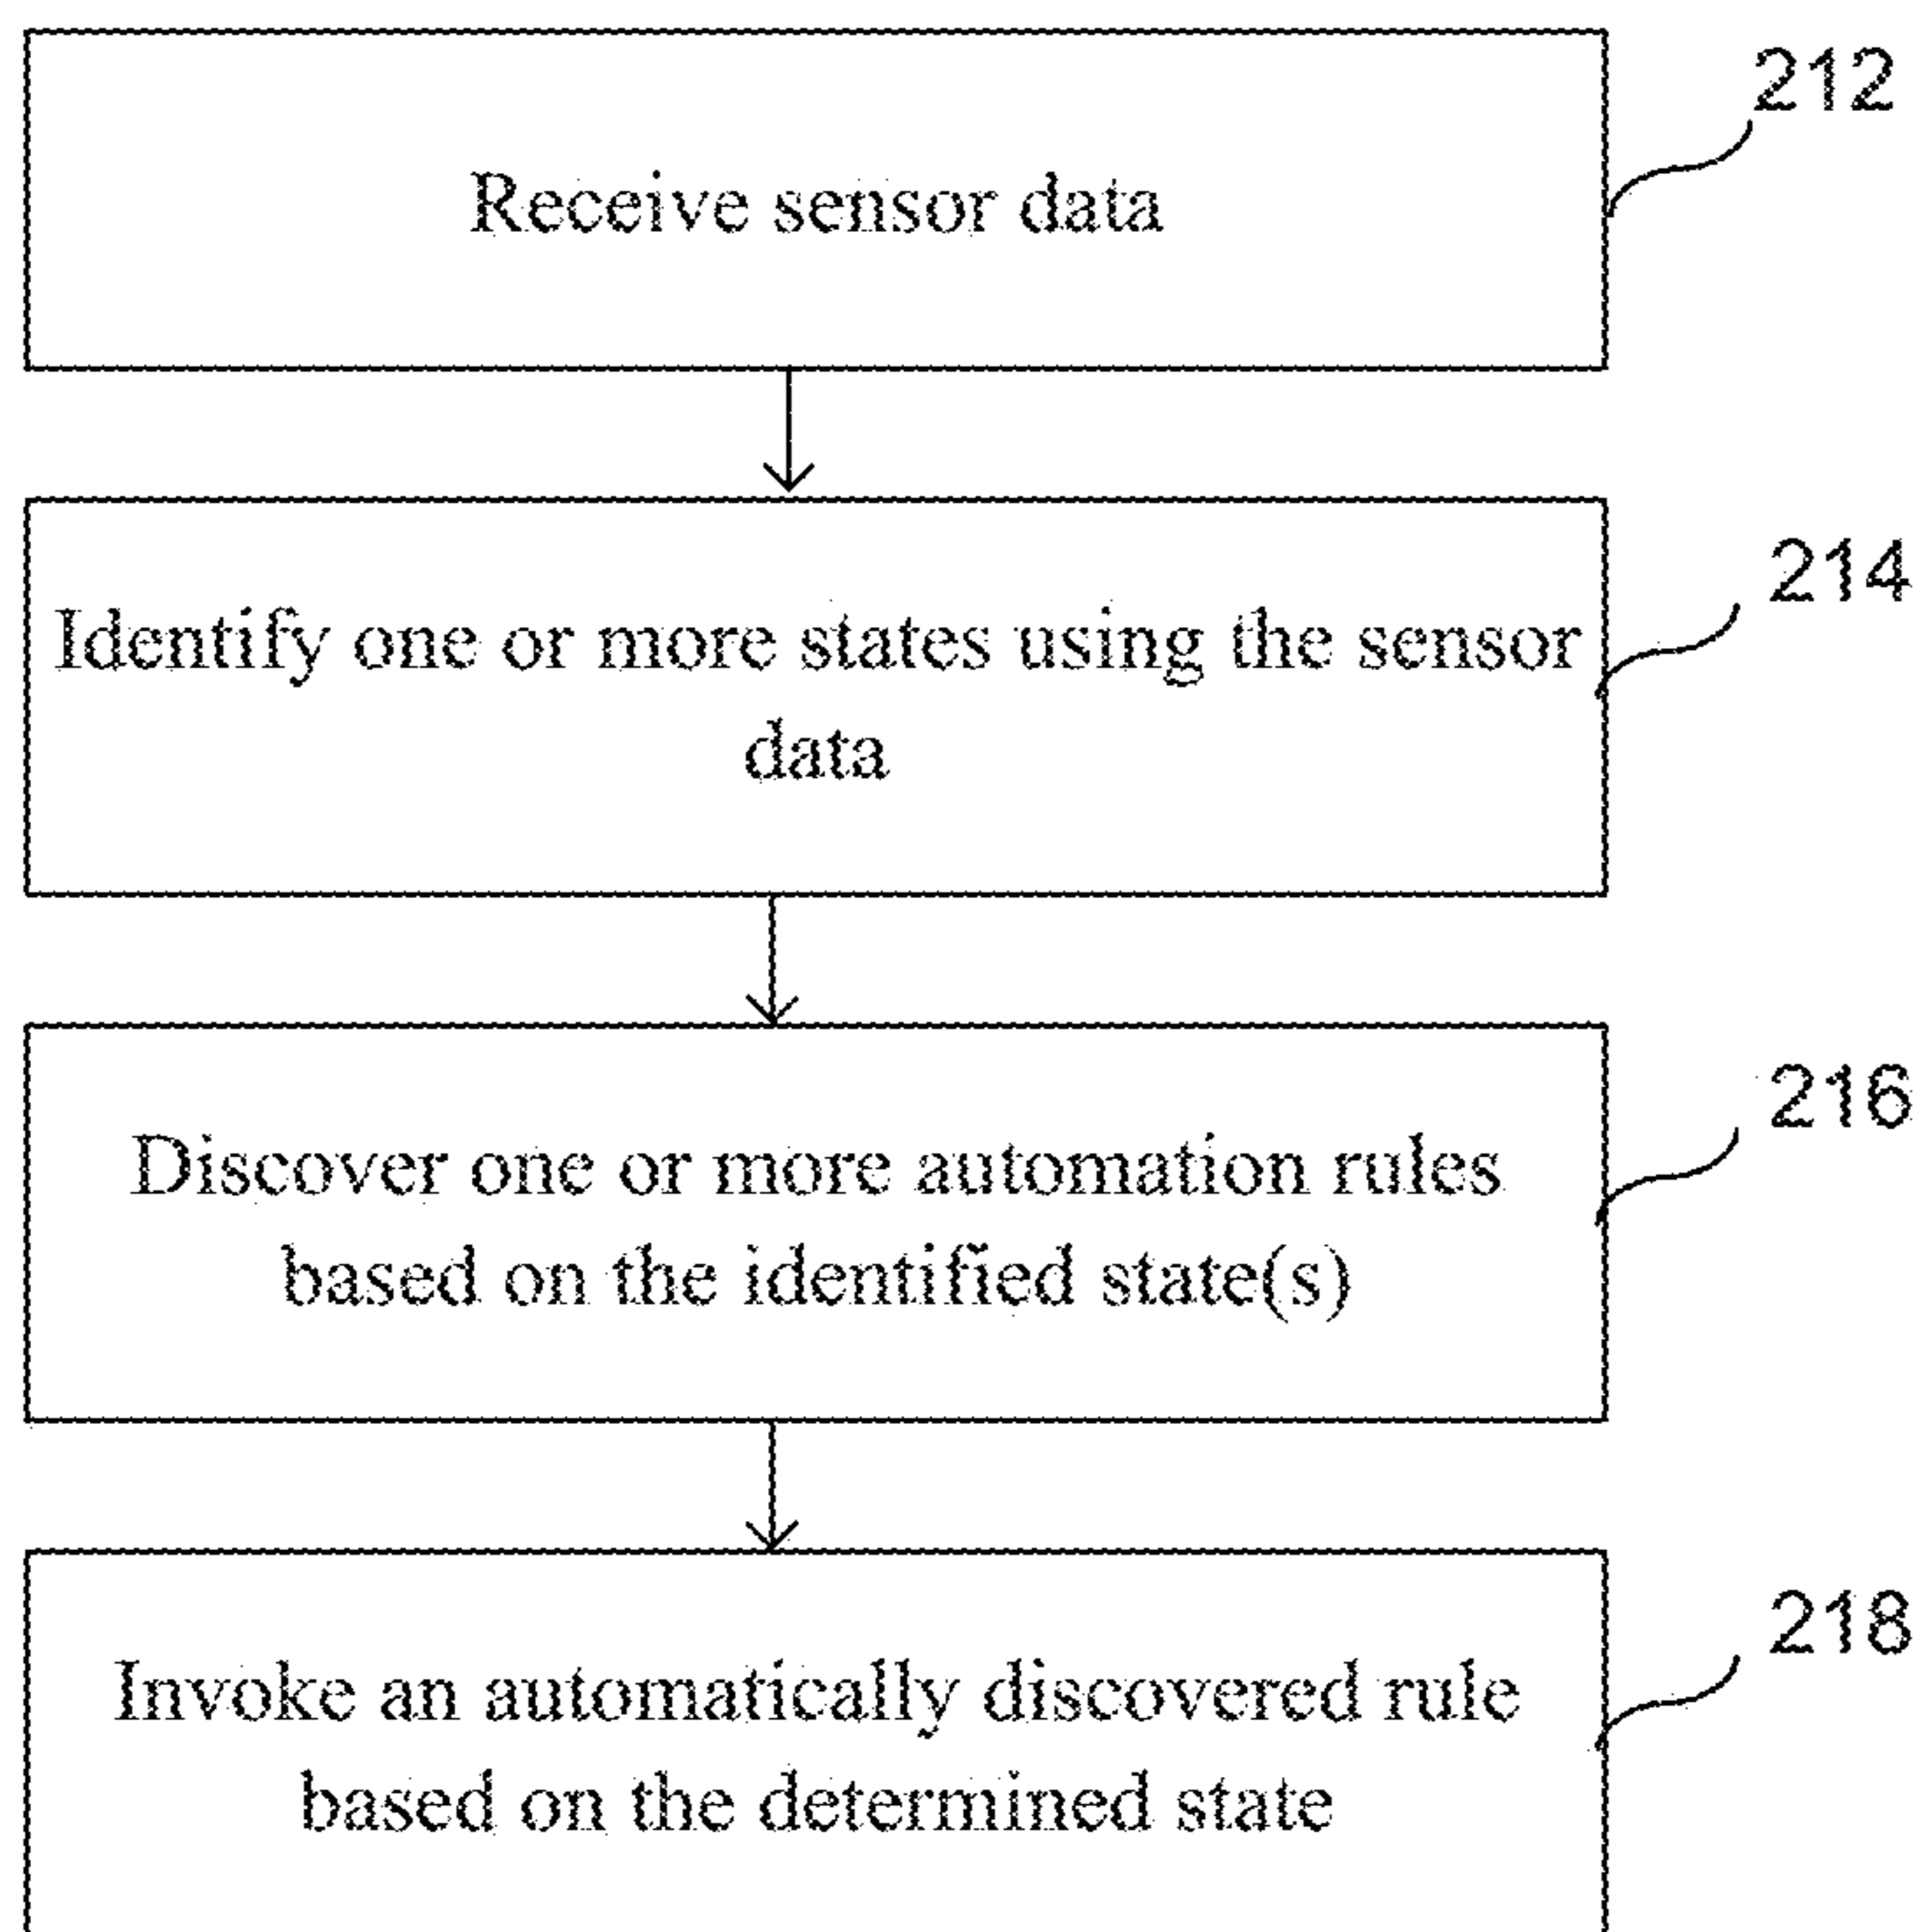 212
Receive sensor data
214
Identify one or more states using the sensor
data
216
Discover one or more automation rules
based on the identified state(s)
218
Invoke an automatically discovered rule
based on the determined state